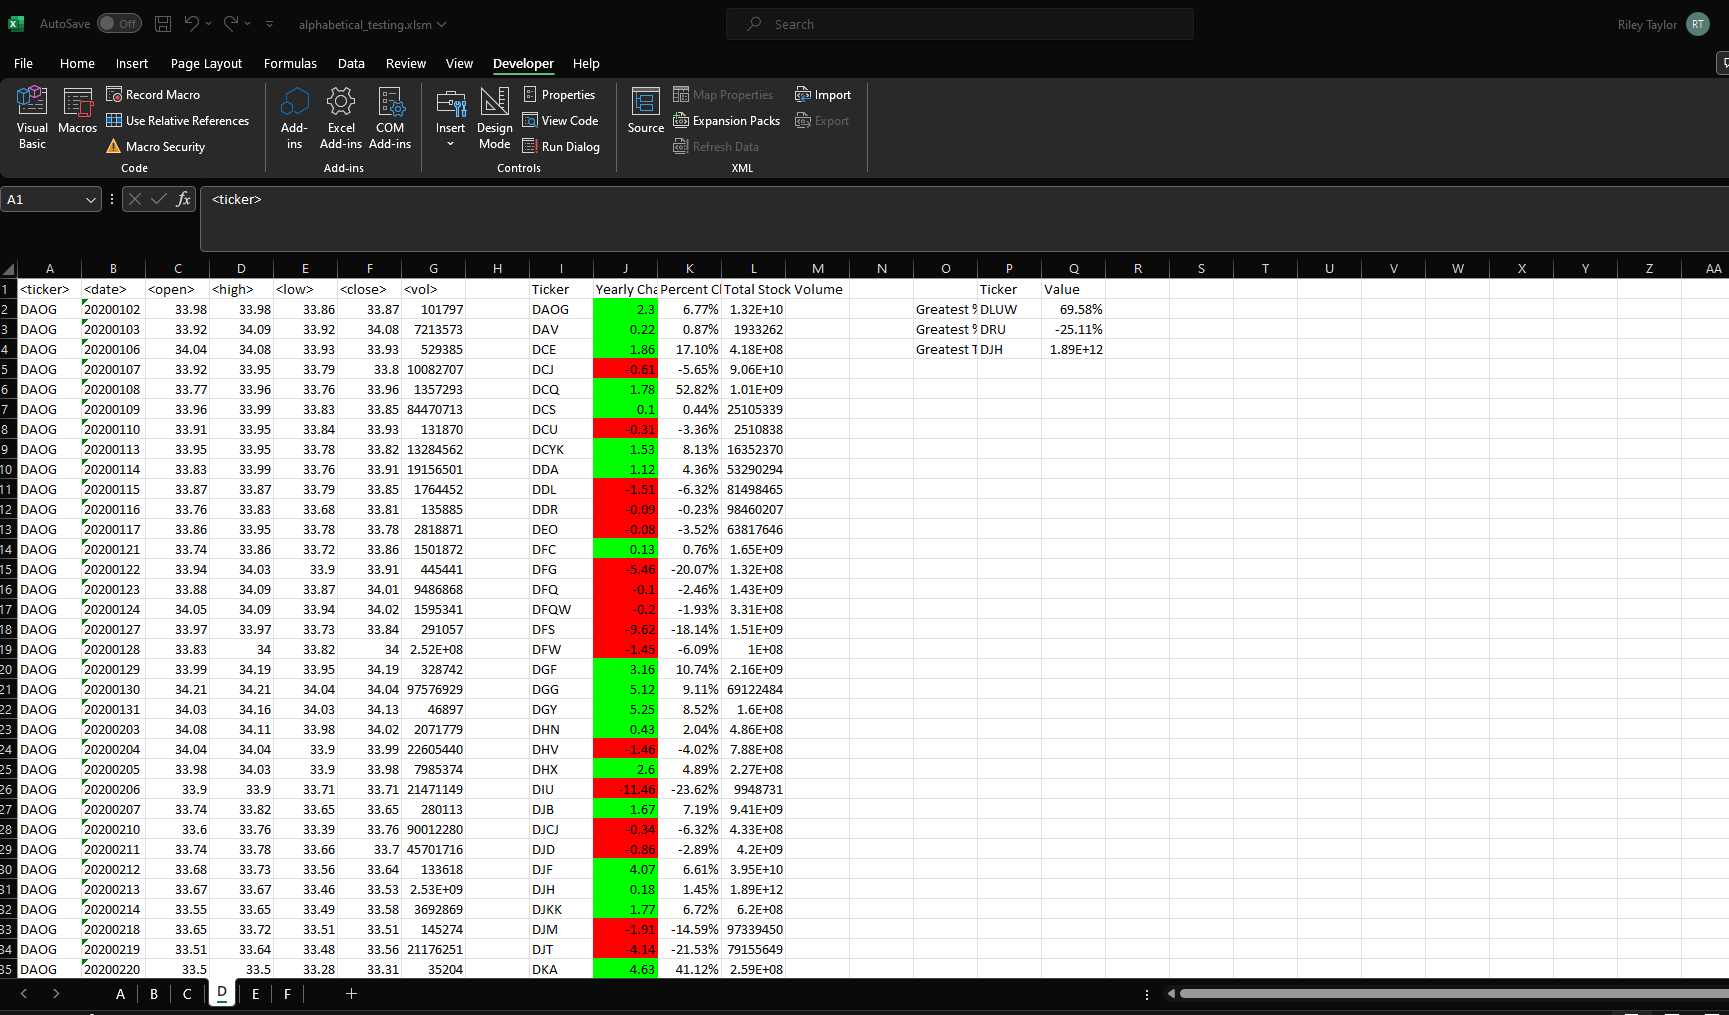 AutoSave Off alphabetical_testing.xlsm Search Riley Taylor RT
File Home Insert Page Layout Formulas Data Review View Developer Help
Visual Basic
Macros
Record Macro
Use Relative References
Macro Security
Code
Add-ins
Excel Add-ins
COM Add-ins
Add-ins
Insert
Design Mode
Properties
View Code
Run Dialog
Controls
Source
Map Properties
Expansion Packs
Refresh Data
Import
Export
XML
A1 fx <ticker>
A B C D E F G H I J K L M N O P Q R S T U V W X Y Z AA
1 <ticker> <date> <open> <high> <low> <close> <vol> Ticker Yearly Cha Percent Cl Total Stock Volume Ticker Value
2 DAOG 20200102 33.98 33.98 33.86 33.87 101797 DAOG 2.3 6.77% 1.32E+10 Greatest % DLUW 69.58%
3 DAOG 20200103 33.92 34.09 33.92 34.08 7213573 DAV 0.22 0.87% 1933262 Greatest % DRU -25.11%
4 DAOG 20200106 34.04 34.08 33.93 33.93 529385 DCE 1.86 17.10% 4.18E+08 Greatest T DJH 1.89E+12
5 DAOG 20200107 33.92 33.95 33.79 33.8 10082707 DCJ -0.61 -5.65% 9.06E+10
6 DAOG 20200108 33.77 33.96 33.76 33.96 1357293 DCQ 1.78 52.82% 1.01E+09
7 DAOG 20200109 33.96 33.99 33.83 33.85 84470713 DCS 0.1 0.44% 25105339
8 DAOG 20200110 33.91 33.95 33.84 33.93 131870 DCU -0.31 -3.36% 2510838
9 DAOG 20200113 33.95 33.95 33.78 33.82 13284562 DCYK 1.53 8.13% 16352370
10 DAOG 20200114 33.83 33.99 33.76 33.91 19156501 DDA 1.12 4.36% 53290294
11 DAOG 20200115 33.87 33.87 33.79 33.85 1764452 DDL -1.51 -6.32% 81498465
12 DAOG 20200116 33.76 33.83 33.68 33.81 135885 DDR -0.09 -0.23% 98460207
13 DAOG 20200117 33.86 33.95 33.78 33.78 2818871 DEO -0.08 -3.52% 63817646
14 DAOG 20200121 33.74 33.86 33.72 33.86 1501872 DFC 0.13 0.76% 1.65E+09
15 DAOG 20200122 33.94 34.03 33.9 33.91 445441 DFG -5.46 -20.07% 1.32E+08
16 DAOG 20200123 33.88 34.09 33.87 34.01 9486868 DFQ -0.1 -2.46% 1.43E+09
17 DAOG 20200124 34.05 34.09 33.94 34.02 1595341 DFQW -0.2 -1.93% 3.31E+08
18 DAOG 20200127 33.97 33.97 33.73 33.84 291057 DFS -9.62 -18.14% 1.51E+09
19 DAOG 20200128 33.83 34 33.82 34 2.52E+08 DFW -1.45 -6.09% 1E+08
20 DAOG 20200129 33.99 34.19 33.95 34.19 328742 DGF 3.16 10.74% 2.16E+09
21 DAOG 20200130 34.21 34.21 34.04 34.04 97576929 DGG 5.12 9.11% 69122484
22 DAOG 20200131 34.03 34.16 34.03 34.13 46897 DGY 5.25 8.52% 1.6E+08
23 DAOG 20200203 34.08 34.11 33.98 34.02 2071779 DHN 0.43 2.04% 4.86E+08
24 DAOG 20200204 34.04 34.04 33.9 33.99 22605440 DHV -1.46 -4.02% 7.88E+08
25 DAOG 20200205 33.98 34.03 33.9 33.98 7985374 DHX 2.6 4.89% 2.27E+08
26 DAOG 20200206 33.9 33.9 33.71 33.71 21471149 DIU -11.46 -23.62% 9948731
27 DAOG 20200207 33.74 33.82 33.65 33.65 280113 DJB 1.67 7.19% 9.41E+09
28 DAOG 20200210 33.6 33.76 33.39 33.76 90012280 DJCJ -0.34 -6.32% 4.33E+08
29 DAOG 20200211 33.74 33.78 33.66 33.7 45701716 DJD -0.86 -2.89% 4.2E+09
30 DAOG 20200212 33.68 33.73 33.56 33.64 133618 DJF 4.07 6.61% 3.95E+10
31 DAOG 20200213 33.67 33.67 33.46 33.53 2.53E+09 DJH 0.18 1.45% 1.89E+12
32 DAOG 20200214 33.55 33.65 33.49 33.58 3692869 DJKK 1.77 6.72% 6.2E+08
33 DAOG 20200218 33.65 33.72 33.51 33.51 145274 DJM -1.91 -14.59% 97339450
34 DAOG 20200219 33.51 33.64 33.48 33.56 21176251 DJT -4.14 -21.53% 79155649
35 DAOG 20200220 33.5 33.5 33.28 33.31 35204 DKA 4.63 41.12% 2.59E+08
A B C D E F